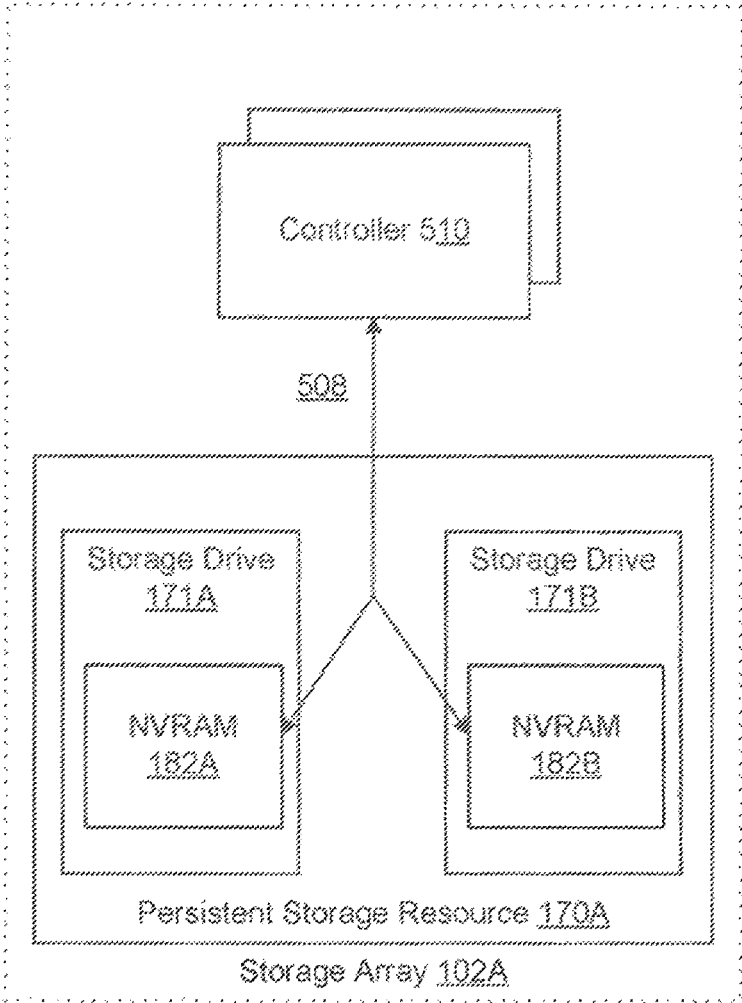 Controller 510
508
Storage Drive
171A
Storage Drive
171B
NVRAM
182A
NVRAM
182B
Persistent Storage Resource 170A
Storage Array 102A